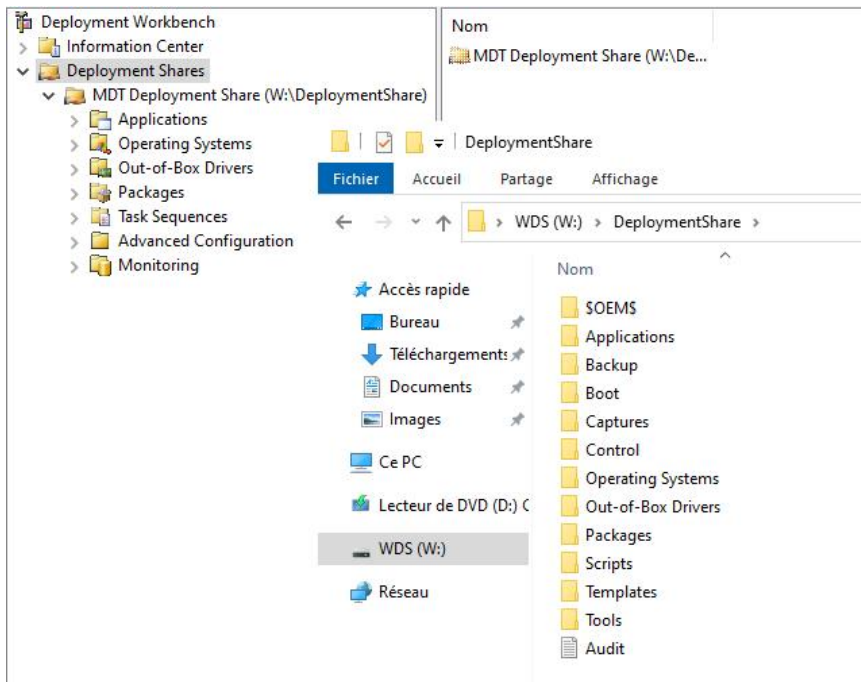 Deployment Workbench
Information Center
Deployment Shares
MDT Deployment Share (W:\DeploymentShare)
Applications
Operating Systems
Out-of-Box Drivers
Packages
Task Sequences
Advanced Configuration
Monitoring
Nom
MDT Deployment Share (W:\De...
DeploymentShare
Fichier Accueil Partage Affichage
WDS (W:) DeploymentShare
Accès rapide
Bureau
Téléchargements
Documents
Images
Ce PC
Lecteur de DVD (D:) C
WDS (W:)
Réseau
Nom
$OEM$
Applications
Backup
Boot
Captures
Control
Operating Systems
Out-of-Box Drivers
Packages
Scripts
Templates
Tools
Audit